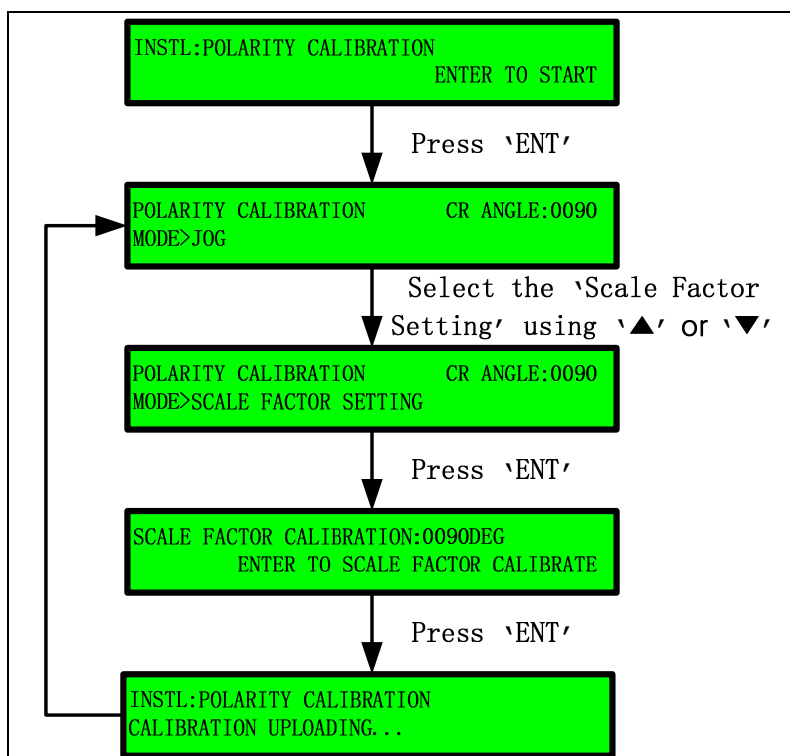 INSTL:POLARITY CALIBRATION
ENTER TO START
Press ‵ENT′
POLARITY CALIBRATION CR ANGLE:0090
MODE>JOG
Select the ‵Scale Factor
Setting′ using ‵▲′ or ‵▼′
POLARITY CALIBRATION CR ANGLE:0090
MODE>SCALE FACTOR SETTING
Press ‵ENT′
SCALE FACTOR CALIBRATION:0090DEG
ENTER TO SCALE FACTOR CALIBRATE
Press ‵ENT′
INSTL:POLARITY CALIBRATION
CALIBRATION UPLOADING...